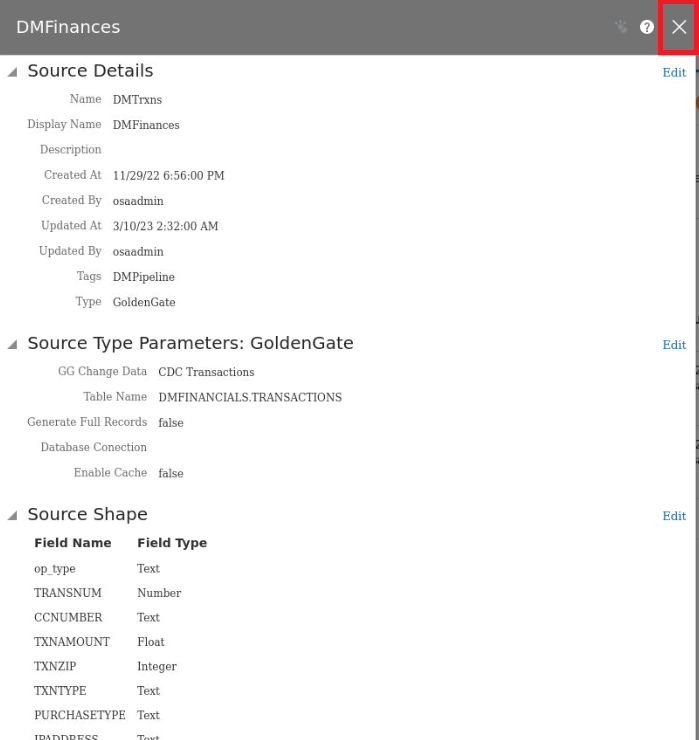 DMFinances
Source Details Edit
Name DMTrxns
Display Name DMFinances
Description
Created At 11/29/22 6:56:00 PM
Created By osaadmin
Updated At 3/10/23 2:32:00 AM
Updated By osaadmin
Tags DMPipeline
Type GoldenGate
Source Type Parameters: GoldenGate Edit
GG Change Data CDC Transactions
Table Name DMFINANCIALS.TRANSACTIONS
Generate Full Records false
Database Conection
Enable Cache false
Source Shape Edit
Field Name Field Type
op_type Text
TRANSNUM Number
CCNUMBER Text
TXNAMOUNT Float
TXNZIP Integer
TXNTYPE Text
PURCHASETYPE Text
IPADDRESS Text